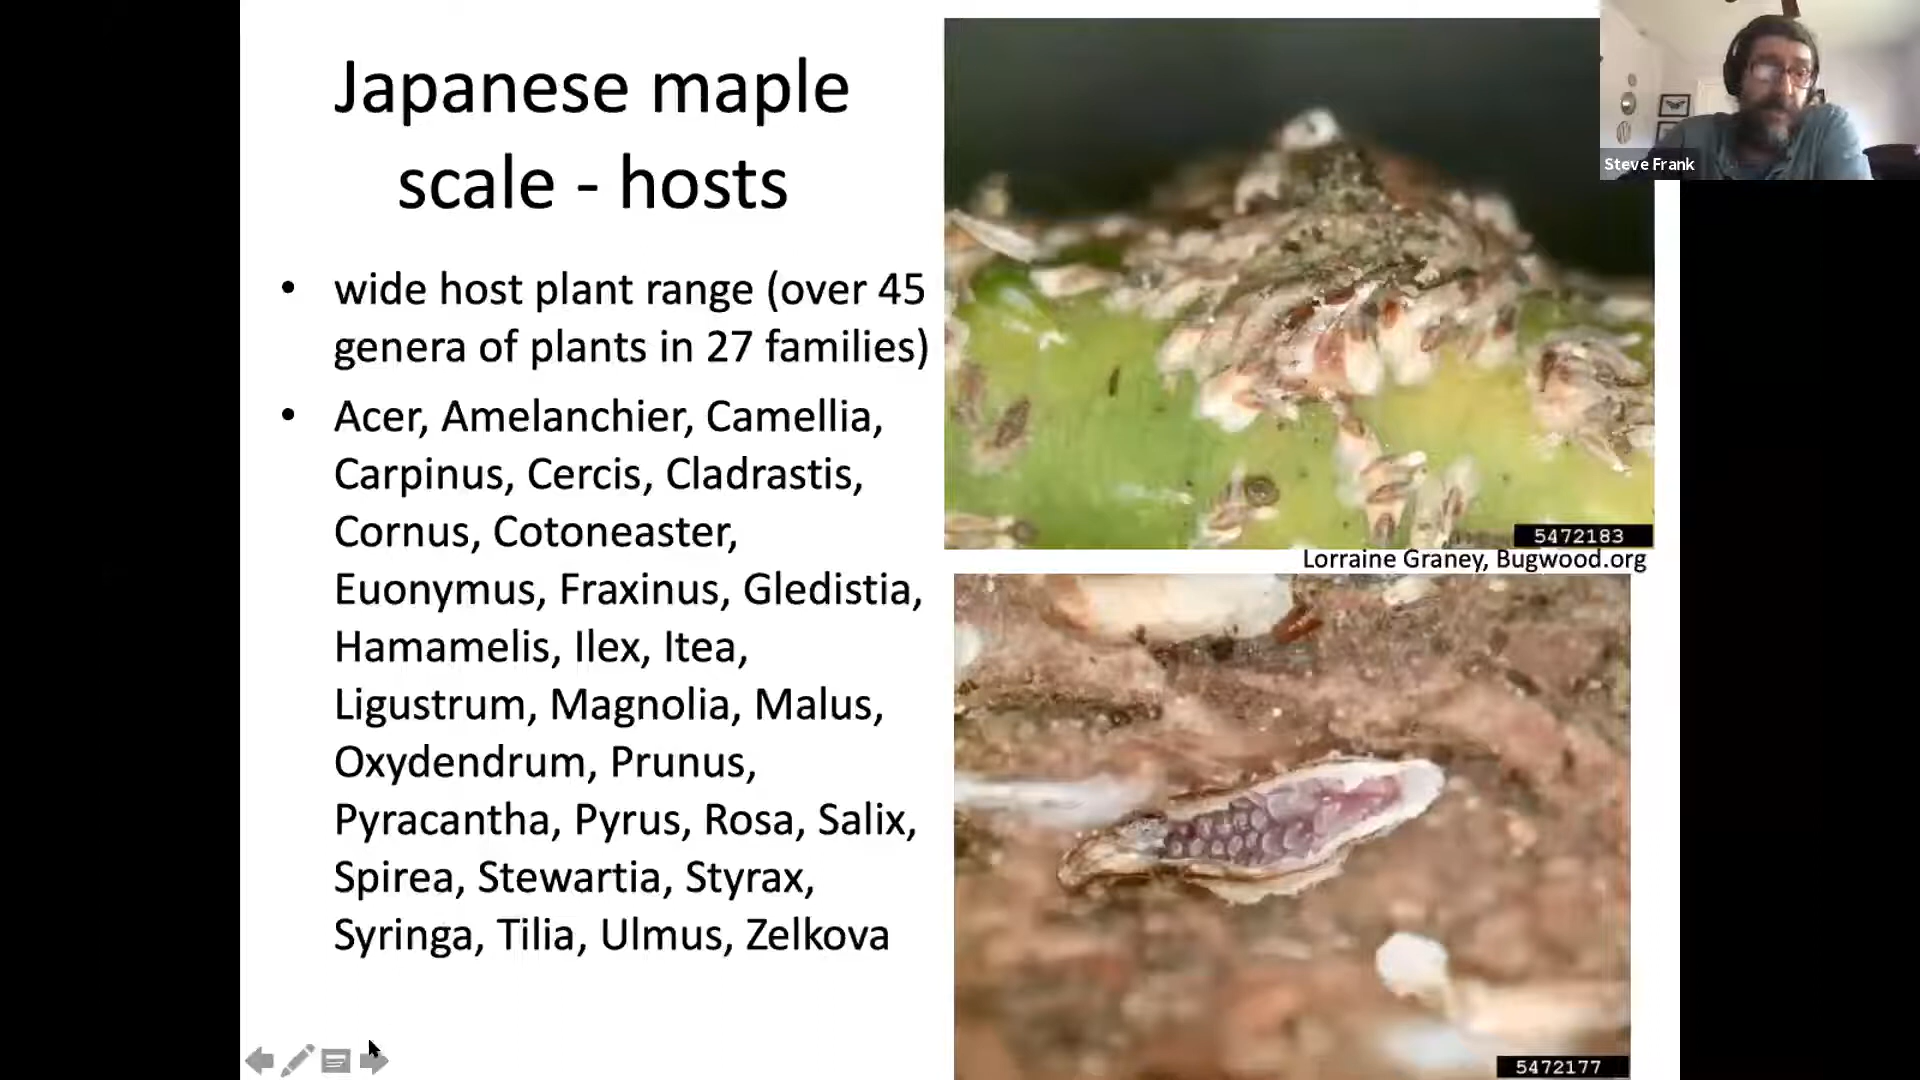 Japanese maple
scale - hosts
• wide host plant range (over 45
genera of plants in 27 families)
• Acer, Amelanchier, Camellia,
Carpinus, Cercis, Cladrastis,
Cornus, Cotoneaster,
Euonymus, Fraxinus, Gledistia,
Hamamelis, Ilex, Itea,
Ligustrum, Magnolia, Malus,
Oxydendrum, Prunus,
Pyracantha, Pyrus, Rosa, Salix,
Spirea, Stewartia, Styrax,
Syringa, Tilia, Ulmus, Zelkova
5472183
Lorraine Graney, Bugwood.org
5472177
Steve Frank